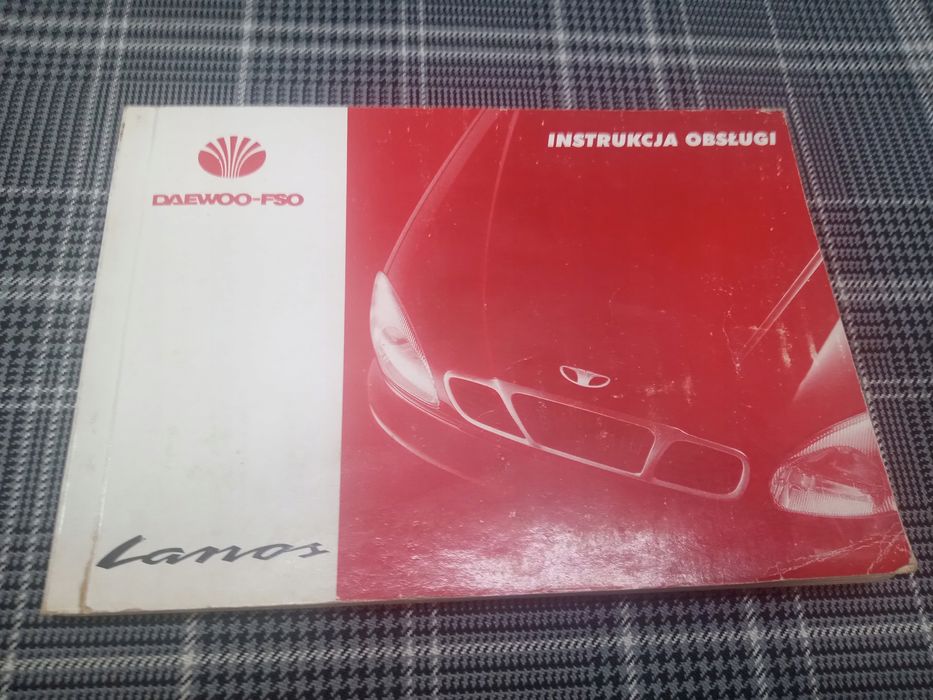 DAEWOO-FSO
INSTRUKCJA OBSŁUGI
Lanos